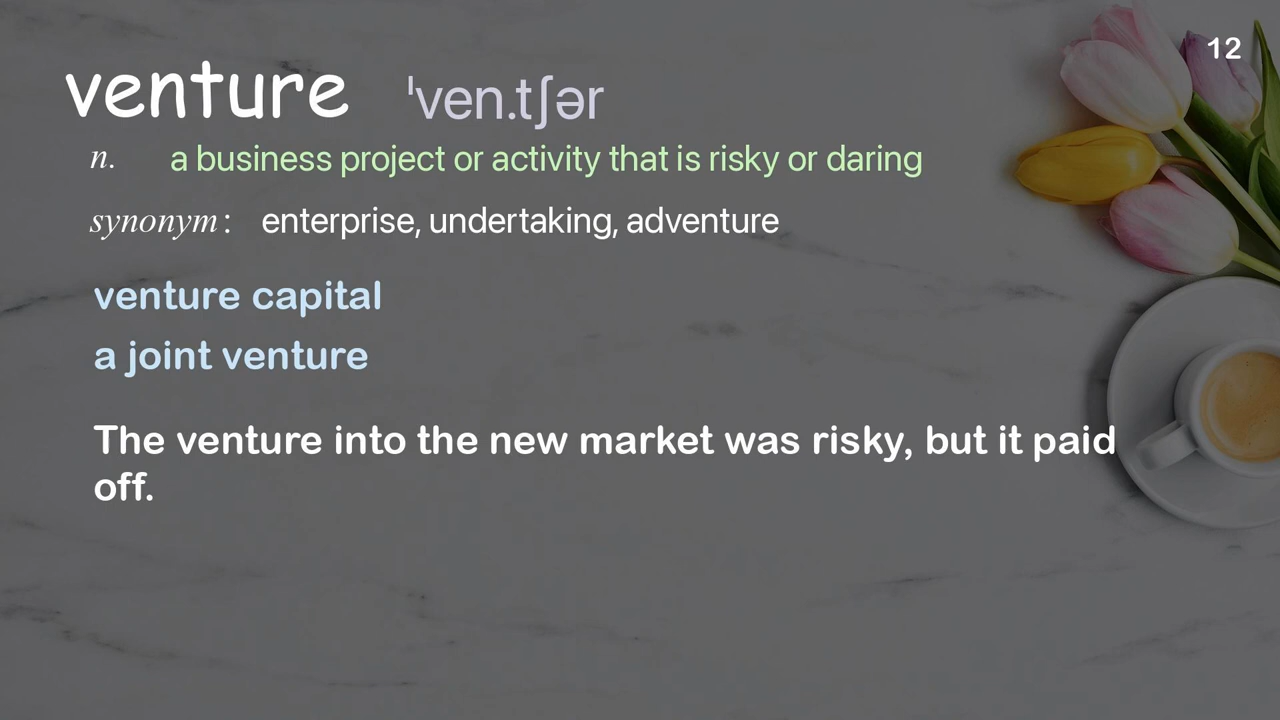 12
venture ˈven.tʃər
n. a business project or activity that is risky or daring
synonym: enterprise, undertaking, adventure
venture capital
a joint venture
The venture into the new market was risky, but it paid
off.